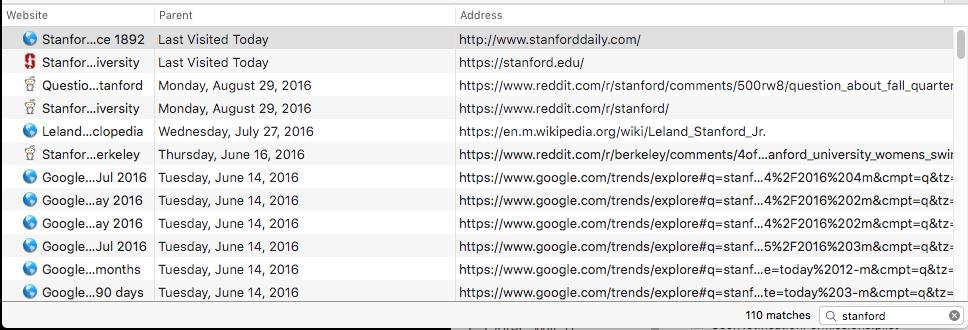 Website Parent Address
Stanfor...ce 1892 Last Visited Today http://www.stanforddaily.com/
Stanfor...iversity Last Visited Today https://stanford.edu/
Questio...tanford Monday, August 29, 2016 https://www.reddit.com/r/stanford/comments/500rw8/question_about_fall_quarter
Stanfor...iversity Monday, August 29, 2016 https://www.reddit.com/r/stanford/
Leland...clopedia Wednesday, July 27, 2016 https://en.m.wikipedia.org/wiki/Leland_Stanford_Jr.
Stanfor...erkeley Thursday, June 16, 2016 https://www.reddit.com/r/berkeley/comments/4of...anford_university_womens_swi
Google...Jul 2016 Tuesday, June 14, 2016 https://www.google.com/trends/explore#q=stanf...4%2F2016%204m&cmpt=q&tz=
Google...ay 2016 Tuesday, June 14, 2016 https://www.google.com/trends/explore#q=stanf...4%2F2016%202m&cmpt=q&tz=
Google...ay 2016 Tuesday, June 14, 2016 https://www.google.com/trends/explore#q=stanf...4%2F2016%202m&cmpt=q&tz=
Google...Jul 2016 Tuesday, June 14, 2016 https://www.google.com/trends/explore#q=stanf...5%2F2016%203m&cmpt=q&tz=
Google...months Tuesday, June 14, 2016 https://www.google.com/trends/explore#q=stanf...e=today%2012-m&cmpt=q&tz=
Google...90 days Tuesday, June 14, 2016 https://www.google.com/trends/explore#q=stanf...te=today%203-m&cmpt=q&tz=
110 matches stanford